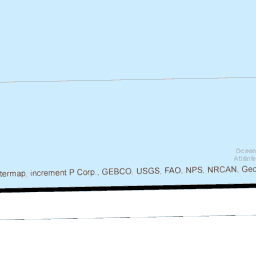 Ocean
termap, increment P Corp., GEBCO, USGS, FAO, NPS, NRCAN, Geo